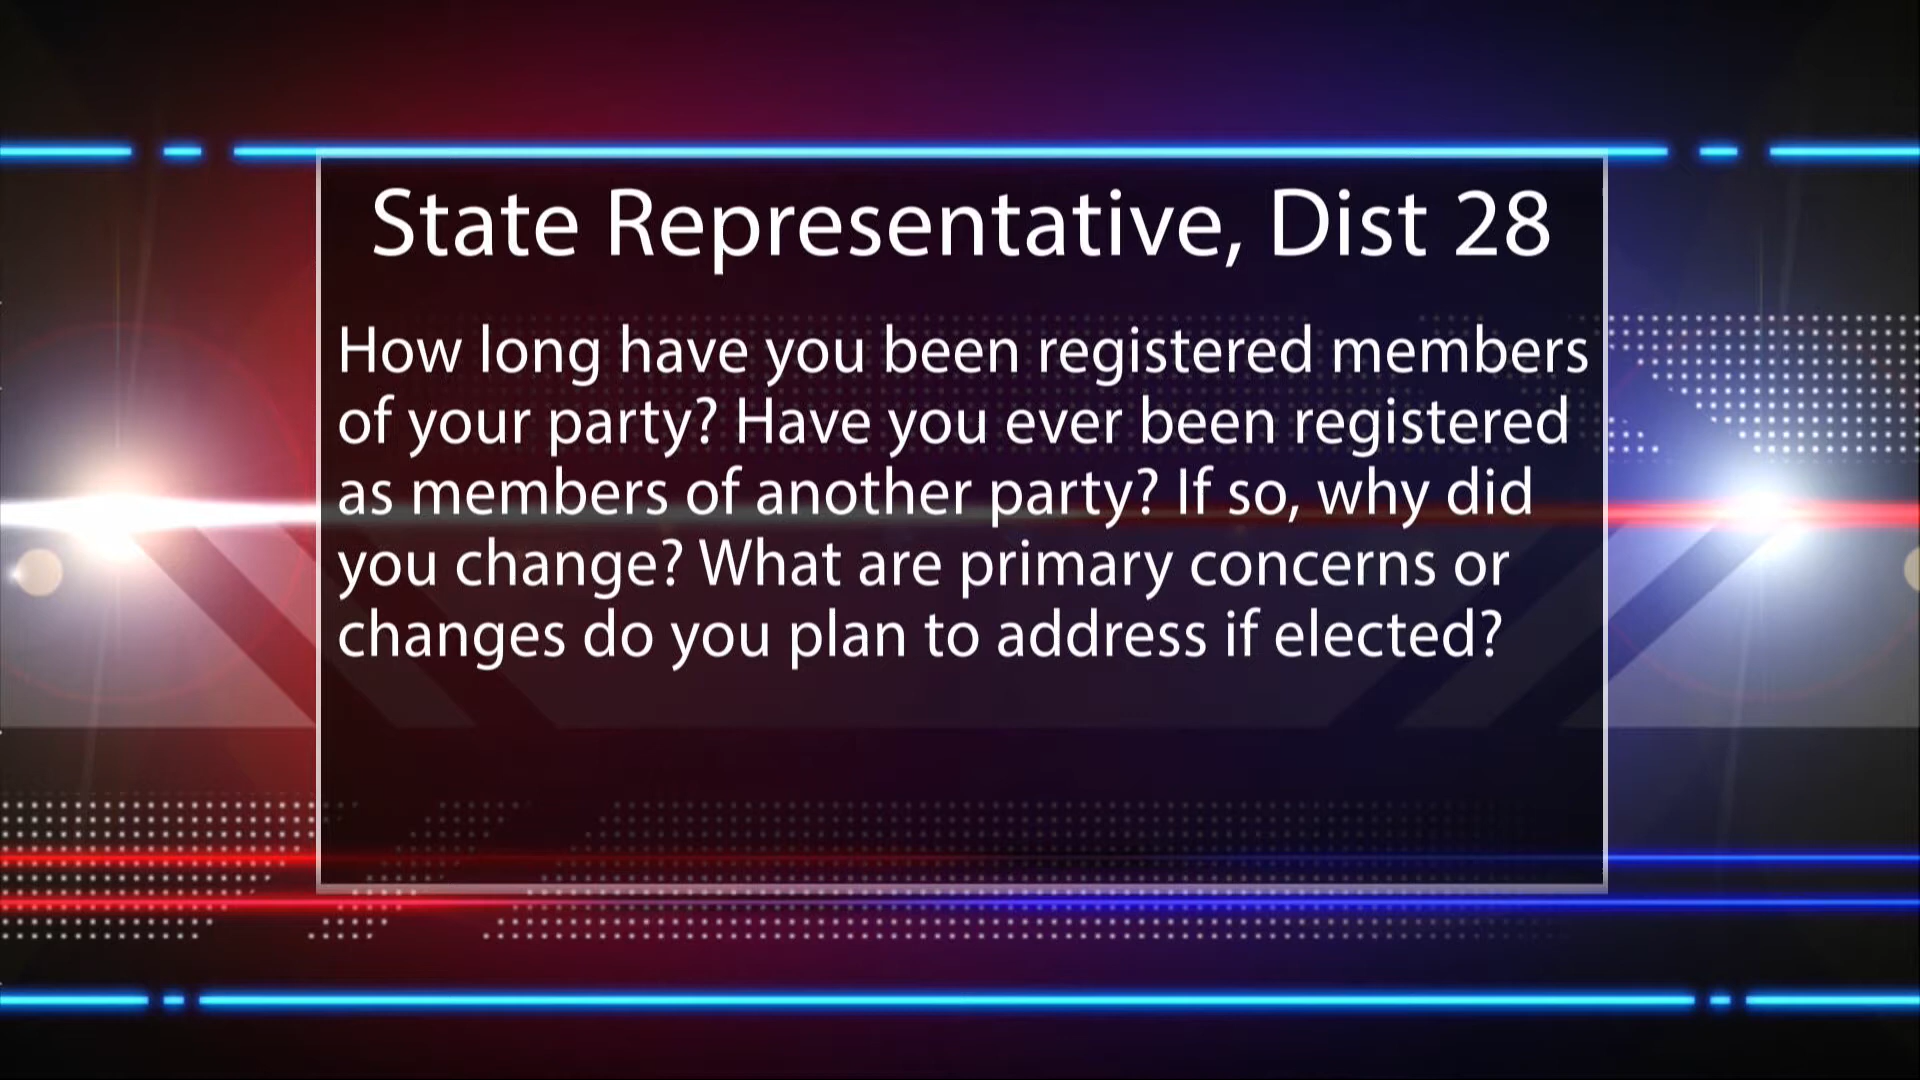 State Representative, Dist 28
How long have you been registered members
of your party? Have you ever been registered
as members of another party? If so, why did
you change? What are primary concerns or
changes do you plan to address if elected?